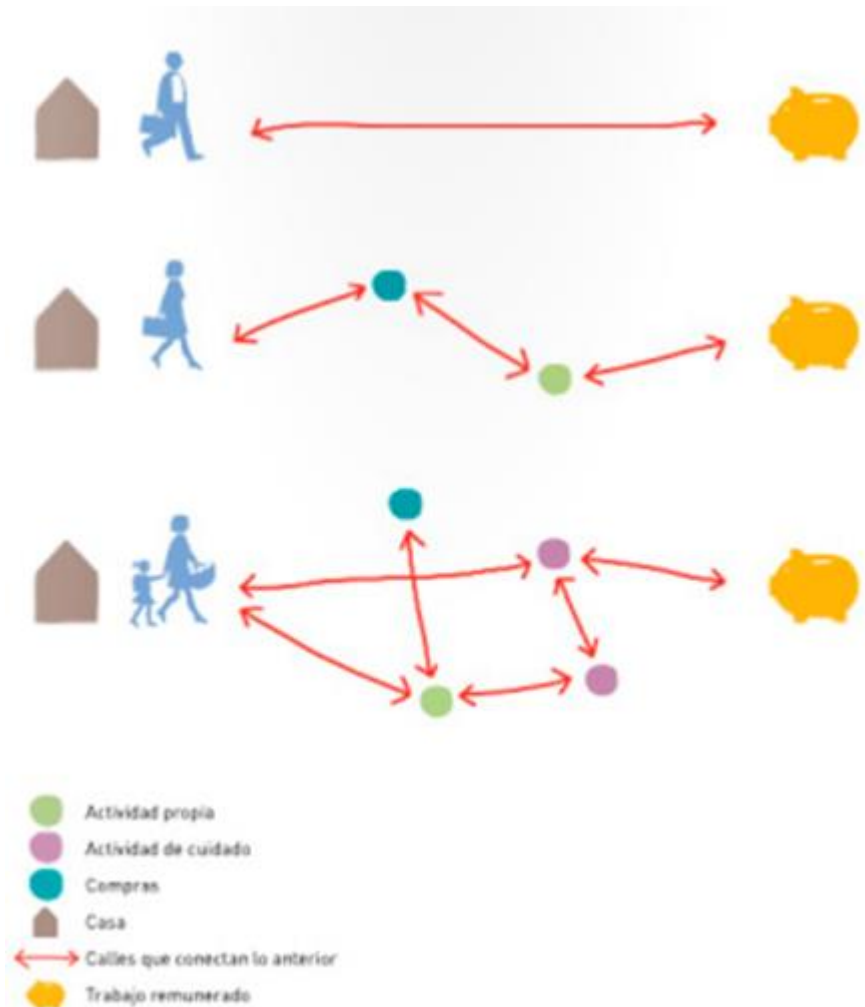 Actividad propia
Actividad de cuidado
Compras
Casa
Calles que conectan lo anterior
Trabajo remunerado